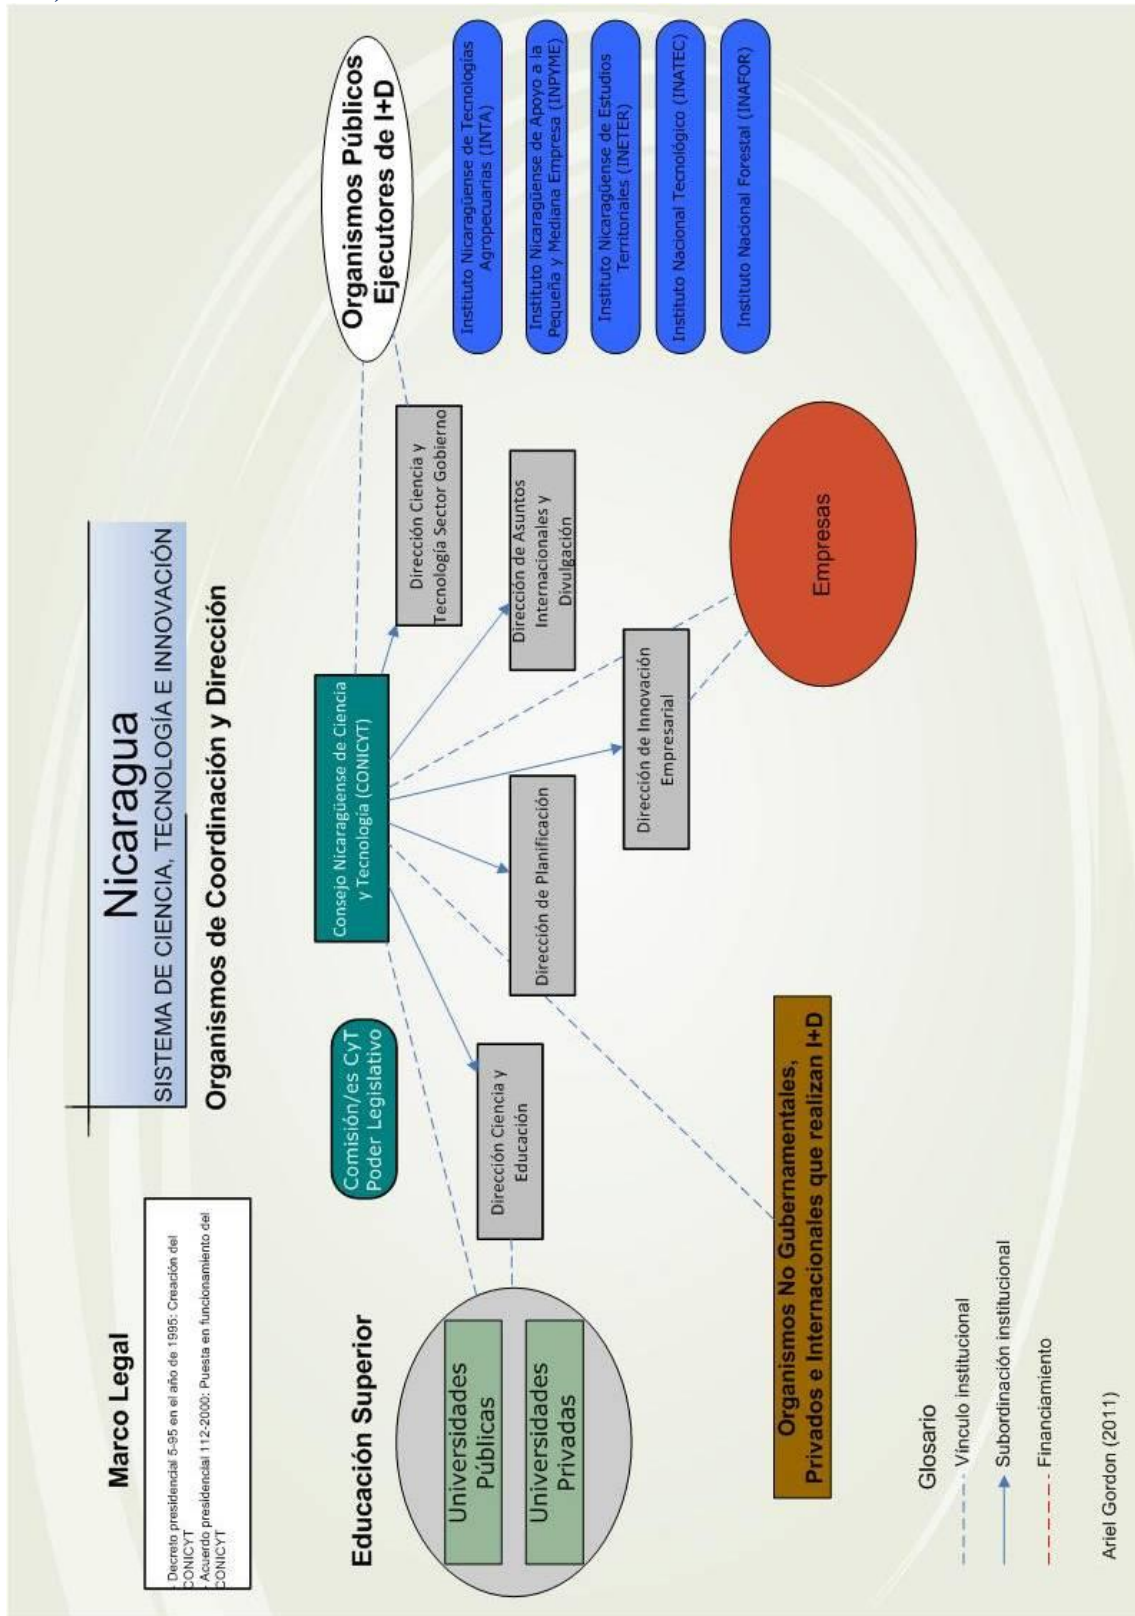 Nicaragua
SISTEMA DE CIENCIA, TECNOLOGÍA E INNOVACIÓN
Marco Legal
- Decreto presidencial 5-95 en el año de 1995: Creación del
CONICYT
- Acuerdo presidencial 112-2000: Puesta en funcionamiento del
CONICYT
Organismos de Coordinación y Dirección
Comisión/es CyT
Poder Legislativo
Consejo Nicaragüense de Ciencia
y Tecnología (CONICYT)
Organismos Públicos
Ejecutores de I+D
Educación Superior
Universidades
Públicas
Universidades
Privadas
Dirección Ciencia y
Educación
Dirección de Planificación
Dirección de Innovación
Empresarial
Dirección de Asuntos
Internacionales y
Divulgación
Dirección Ciencia y
Tecnología Sector Gobierno
Instituto Nicaragüense de Tecnologías
Agropecuarias (INTA)
Instituto Nicaragüense de Apoyo a la
Pequeña y Mediana Empresa (INPYME)
Instituto Nicaragüense de Estudios
Territoriales (INETER)
Instituto Nacional Tecnológico (INATEC)
Instituto Nacional Forestal (INAFOR)
Empresas
Organismos No Gubernamentales,
Privados e Internacionales que realizan I+D
Glosario
Vínculo institucional
Subordinación institucional
Financiamiento
Ariel Gordon (2011)